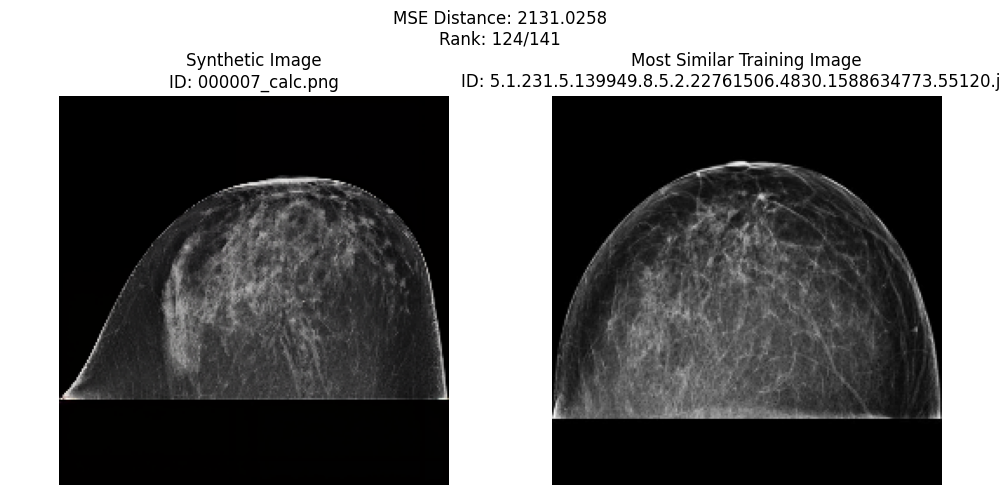 MSE Distance: 2131.0258
Rank: 124/141
Synthetic Image
ID: 000007_calc.png
Most Similar Training Image
ID: 5.1.231.5.139949.8.5.2.22761506.4830.1588634773.55120.j